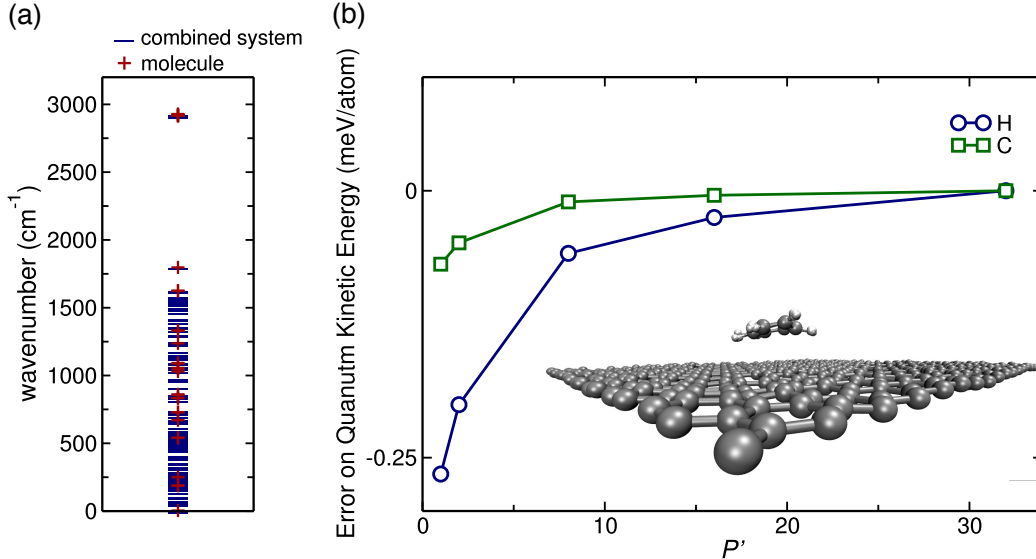 (a)
combined system
molecule
3000
2500
2000
1500
1000
500
0
wavenumber (cm⁻¹)
(b)
H
C
0
-0.25
Error on Quanutm Kinetic Energy (meV/atom)
0
10
20
30
P'